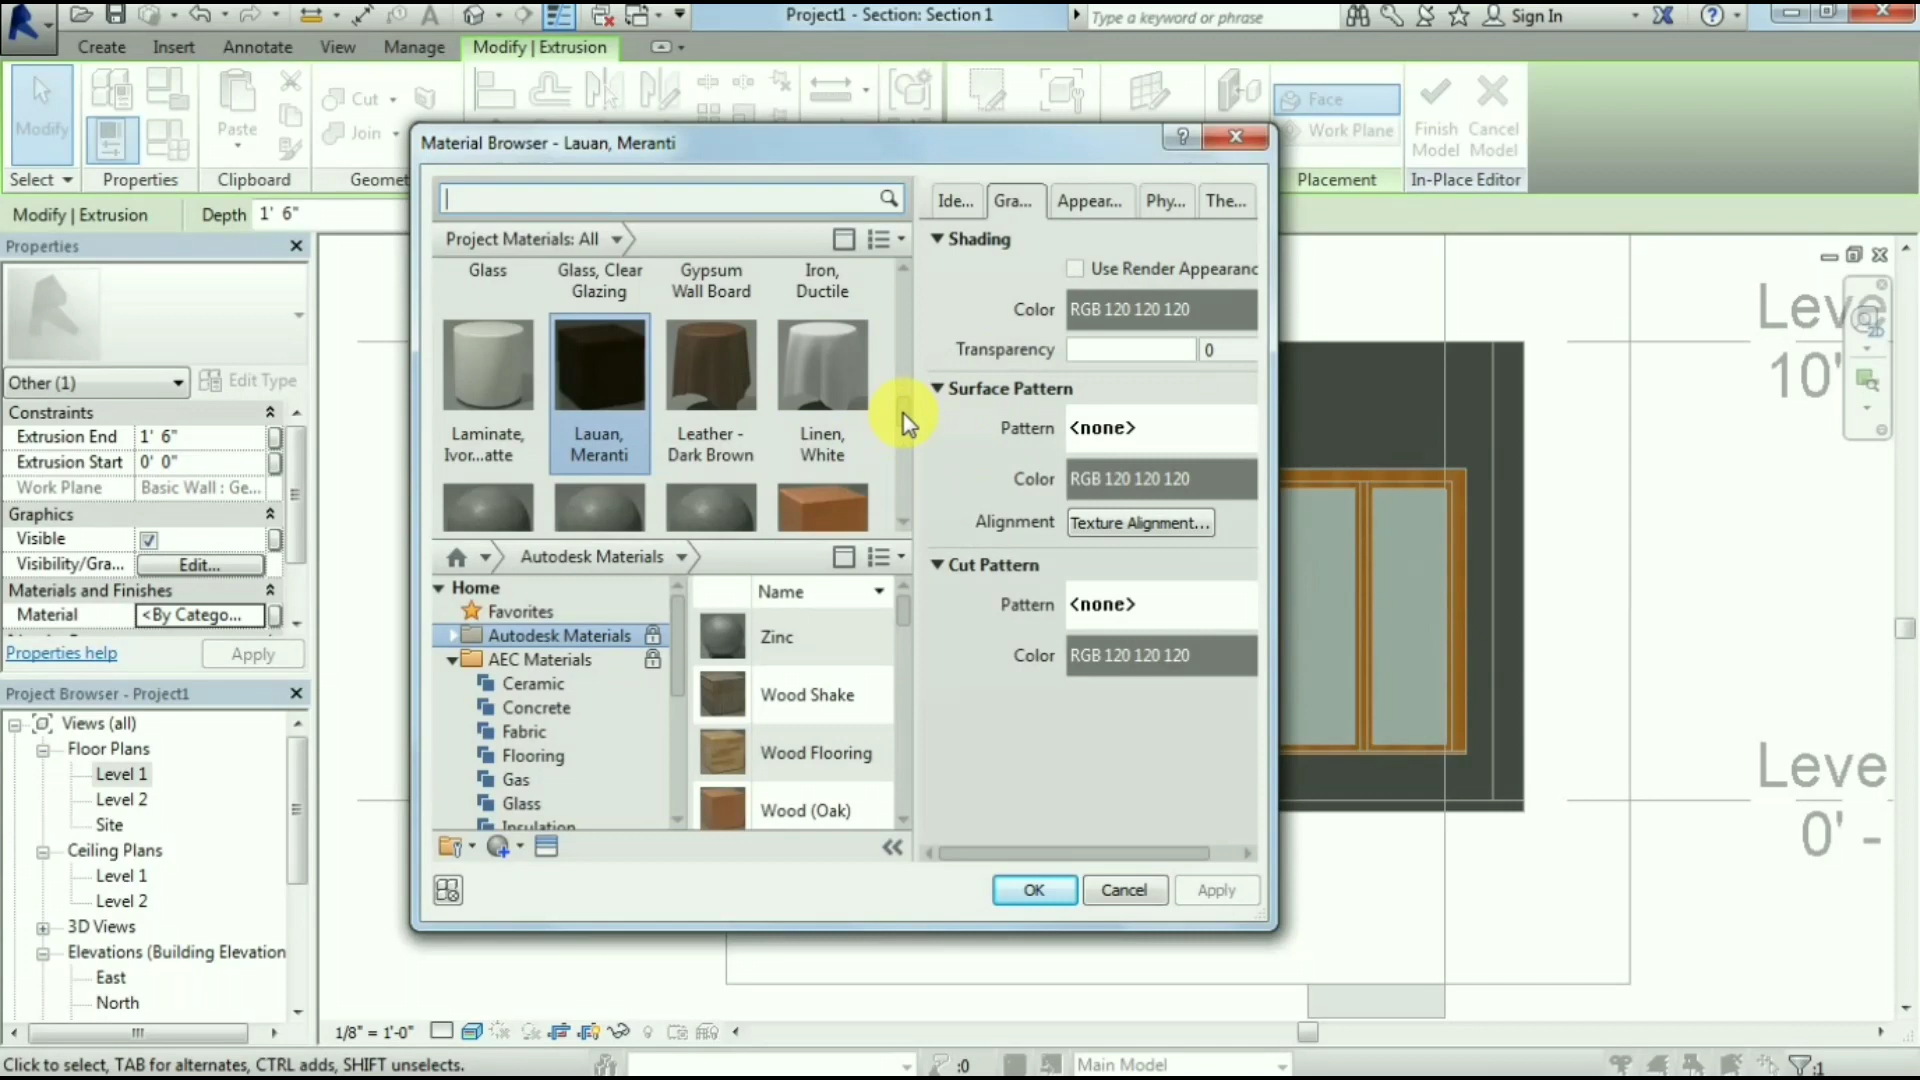 Project1 - Section: Section 1
Type a keyword or phrase
Sign In
Create
Insert
Annotate
View
Manage
Modify | Extrusion
Modify
Paste
Cut
Join
Face
Work Plane
Finish Model
Cancel Model
Select
Properties
Clipboard
Geomet
Placement
In-Place Editor
Modify | Extrusion
Depth
1' 6"
Properties
Other (1)
Edit Type
Constraints
Extrusion End 1' 6"
Extrusion Start 0' 0"
Work Plane Basic Wall : Ge...
Graphics
Visible
Visibility/Gra... Edit...
Materials and Finishes
Material <By Catego...
Properties help
Apply
Project Browser - Project1
Views (all)
Floor Plans
Level 1
Level 2
Site
Ceiling Plans
Level 1
Level 2
3D Views
Elevations (Building Elevation
East
North
Material Browser - Lauan, Meranti
Project Materials: All
Glass
Glass, Clear Glazing
Gypsum Wall Board
Iron, Ductile
Laminate, Ivor...atte
Lauan, Meranti
Leather - Dark Brown
Linen, White
Autodesk Materials
Home
Favorites
Autodesk Materials
AEC Materials
Ceramic
Concrete
Fabric
Flooring
Gas
Glass
Insulation
Name
Zinc
Wood Shake
Wood Flooring
Wood (Oak)
Ide...
Gra...
Appear...
Phy...
The...
Shading
Use Render Appearanc
Color RGB 120 120 120
Transparency 0
Surface Pattern
Pattern <none>
Color RGB 120 120 120
Alignment Texture Alignment...
Cut Pattern
Pattern <none>
Color RGB 120 120 120
OK
Cancel
Apply
Leve
10'
Leve
0' -
1/8" = 1'-0"
Click to select, TAB for alternates, CTRL adds, SHIFT unselects.
:0
Main Model
:1